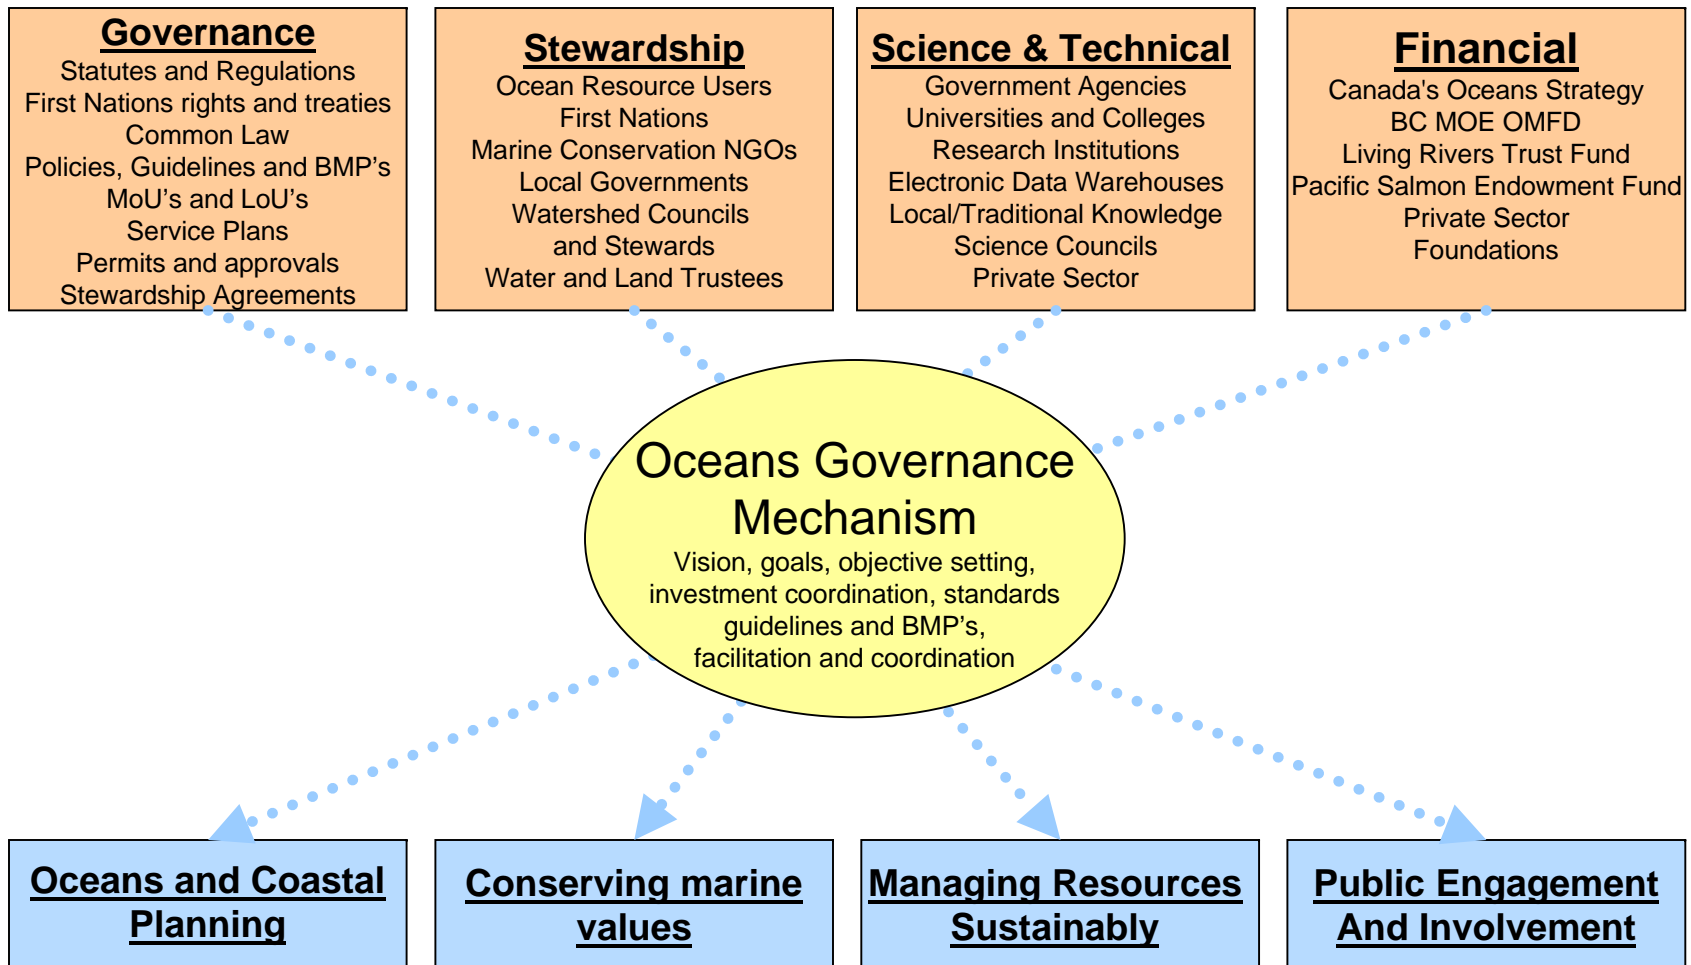 Governance
Statutes and Regulations
First Nations rights and treaties
Common Law
Policies, Guidelines and BMP’s
MoU’s and LoU’s
Service Plans
Permits and approvals
Stewardship Agreements
Stewardship
Ocean Resource Users
First Nations
Marine Conservation NGOs
Local Governments
Watershed Councils
and Stewards
Water and Land Trustees
Science & Technical
Government Agencies
Universities and Colleges
Research Institutions
Electronic Data Warehouses
Local/Traditional Knowledge
Science Councils
Private Sector
Financial
Canada's Oceans Strategy
BC MOE OMFD
Living Rivers Trust Fund
Pacific Salmon Endowment Fund
Private Sector
Foundations
Oceans Governance
Mechanism
Vision, goals, objective setting,
investment coordination, standards
guidelines and BMP’s,
facilitation and coordination
Oceans and Coastal
Planning
Conserving marine
values
Managing Resources
Sustainably
Public Engagement
And Involvement